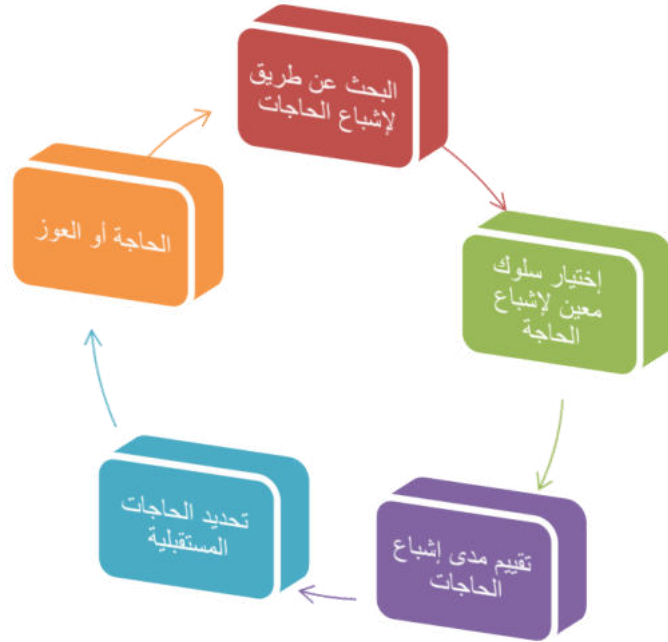 البحث عن طريق
لإشباع الحاجات
إختيار سلوك
معين لإشباع
الحاجة
تقييم مدى إشباع
الحاجات
تحديد الحاجات
المستقبلية
الحاجة أو العوز